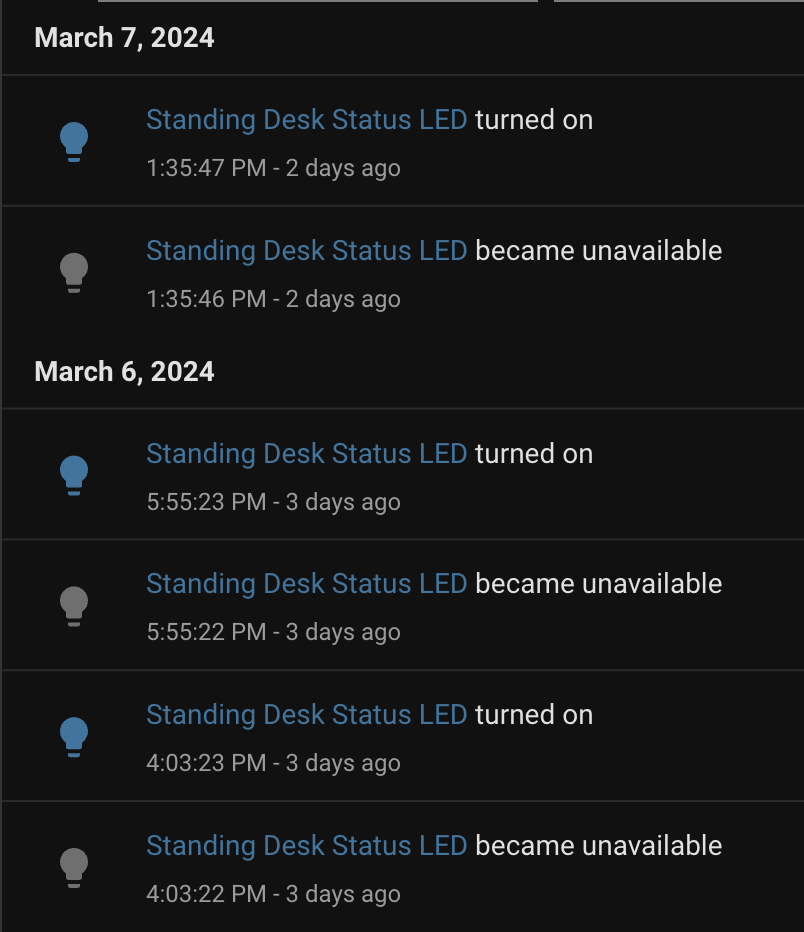 March 7, 2024
Standing Desk Status LED turned on
1:35:47 PM - 2 days ago
Standing Desk Status LED became unavailable
1:35:46 PM - 2 days ago
March 6, 2024
Standing Desk Status LED turned on
5:55:23 PM - 3 days ago
Standing Desk Status LED became unavailable
5:55:22 PM - 3 days ago
Standing Desk Status LED turned on
4:03:23 PM - 3 days ago
Standing Desk Status LED became unavailable
4:03:22 PM - 3 days ago